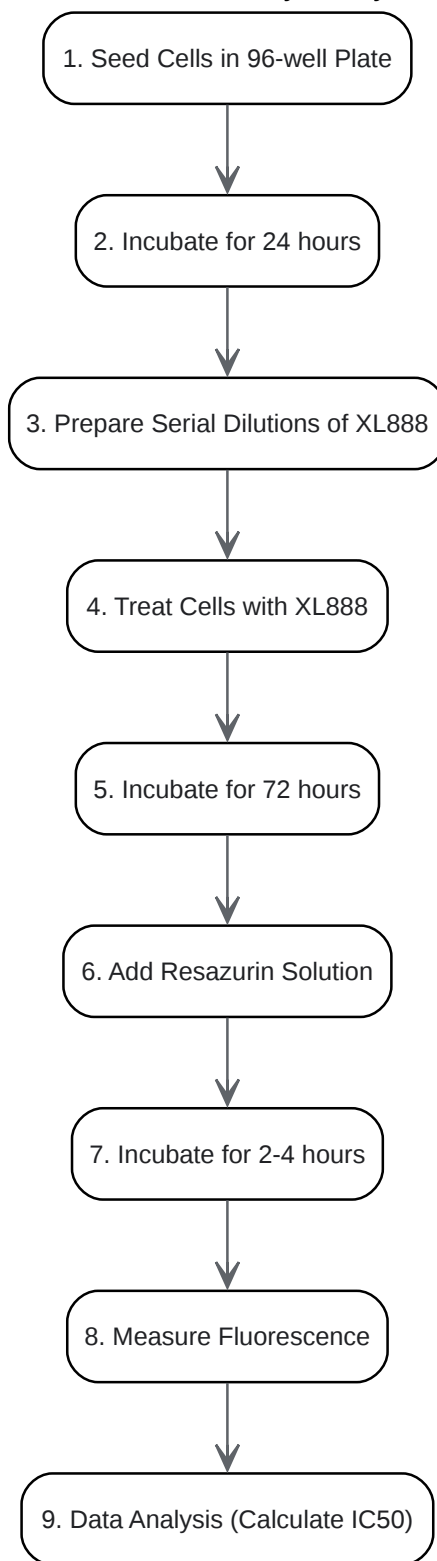 1. Seed Cells in 96-well Plate
2. Incubate for 24 hours
3. Prepare Serial Dilutions of XL888
4. Treat Cells with XL888
5. Incubate for 72 hours
6. Add Resazurin Solution
7. Incubate for 2-4 hours
8. Measure Fluorescence
9. Data Analysis (Calculate IC50)